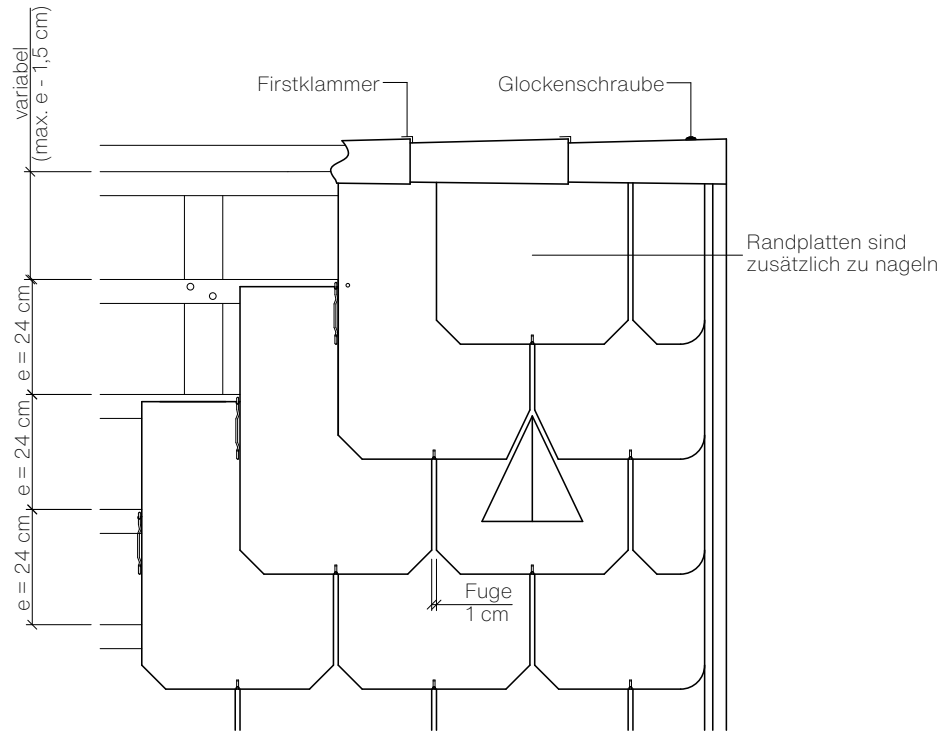 variabel
(max. e - 1,5 cm)
Firstklammer
Glockenschraube
Randplatten sind
zusätzlich zu nageln
e = 24 cm
e = 24 cm
e = 24 cm
Fuge
1 cm